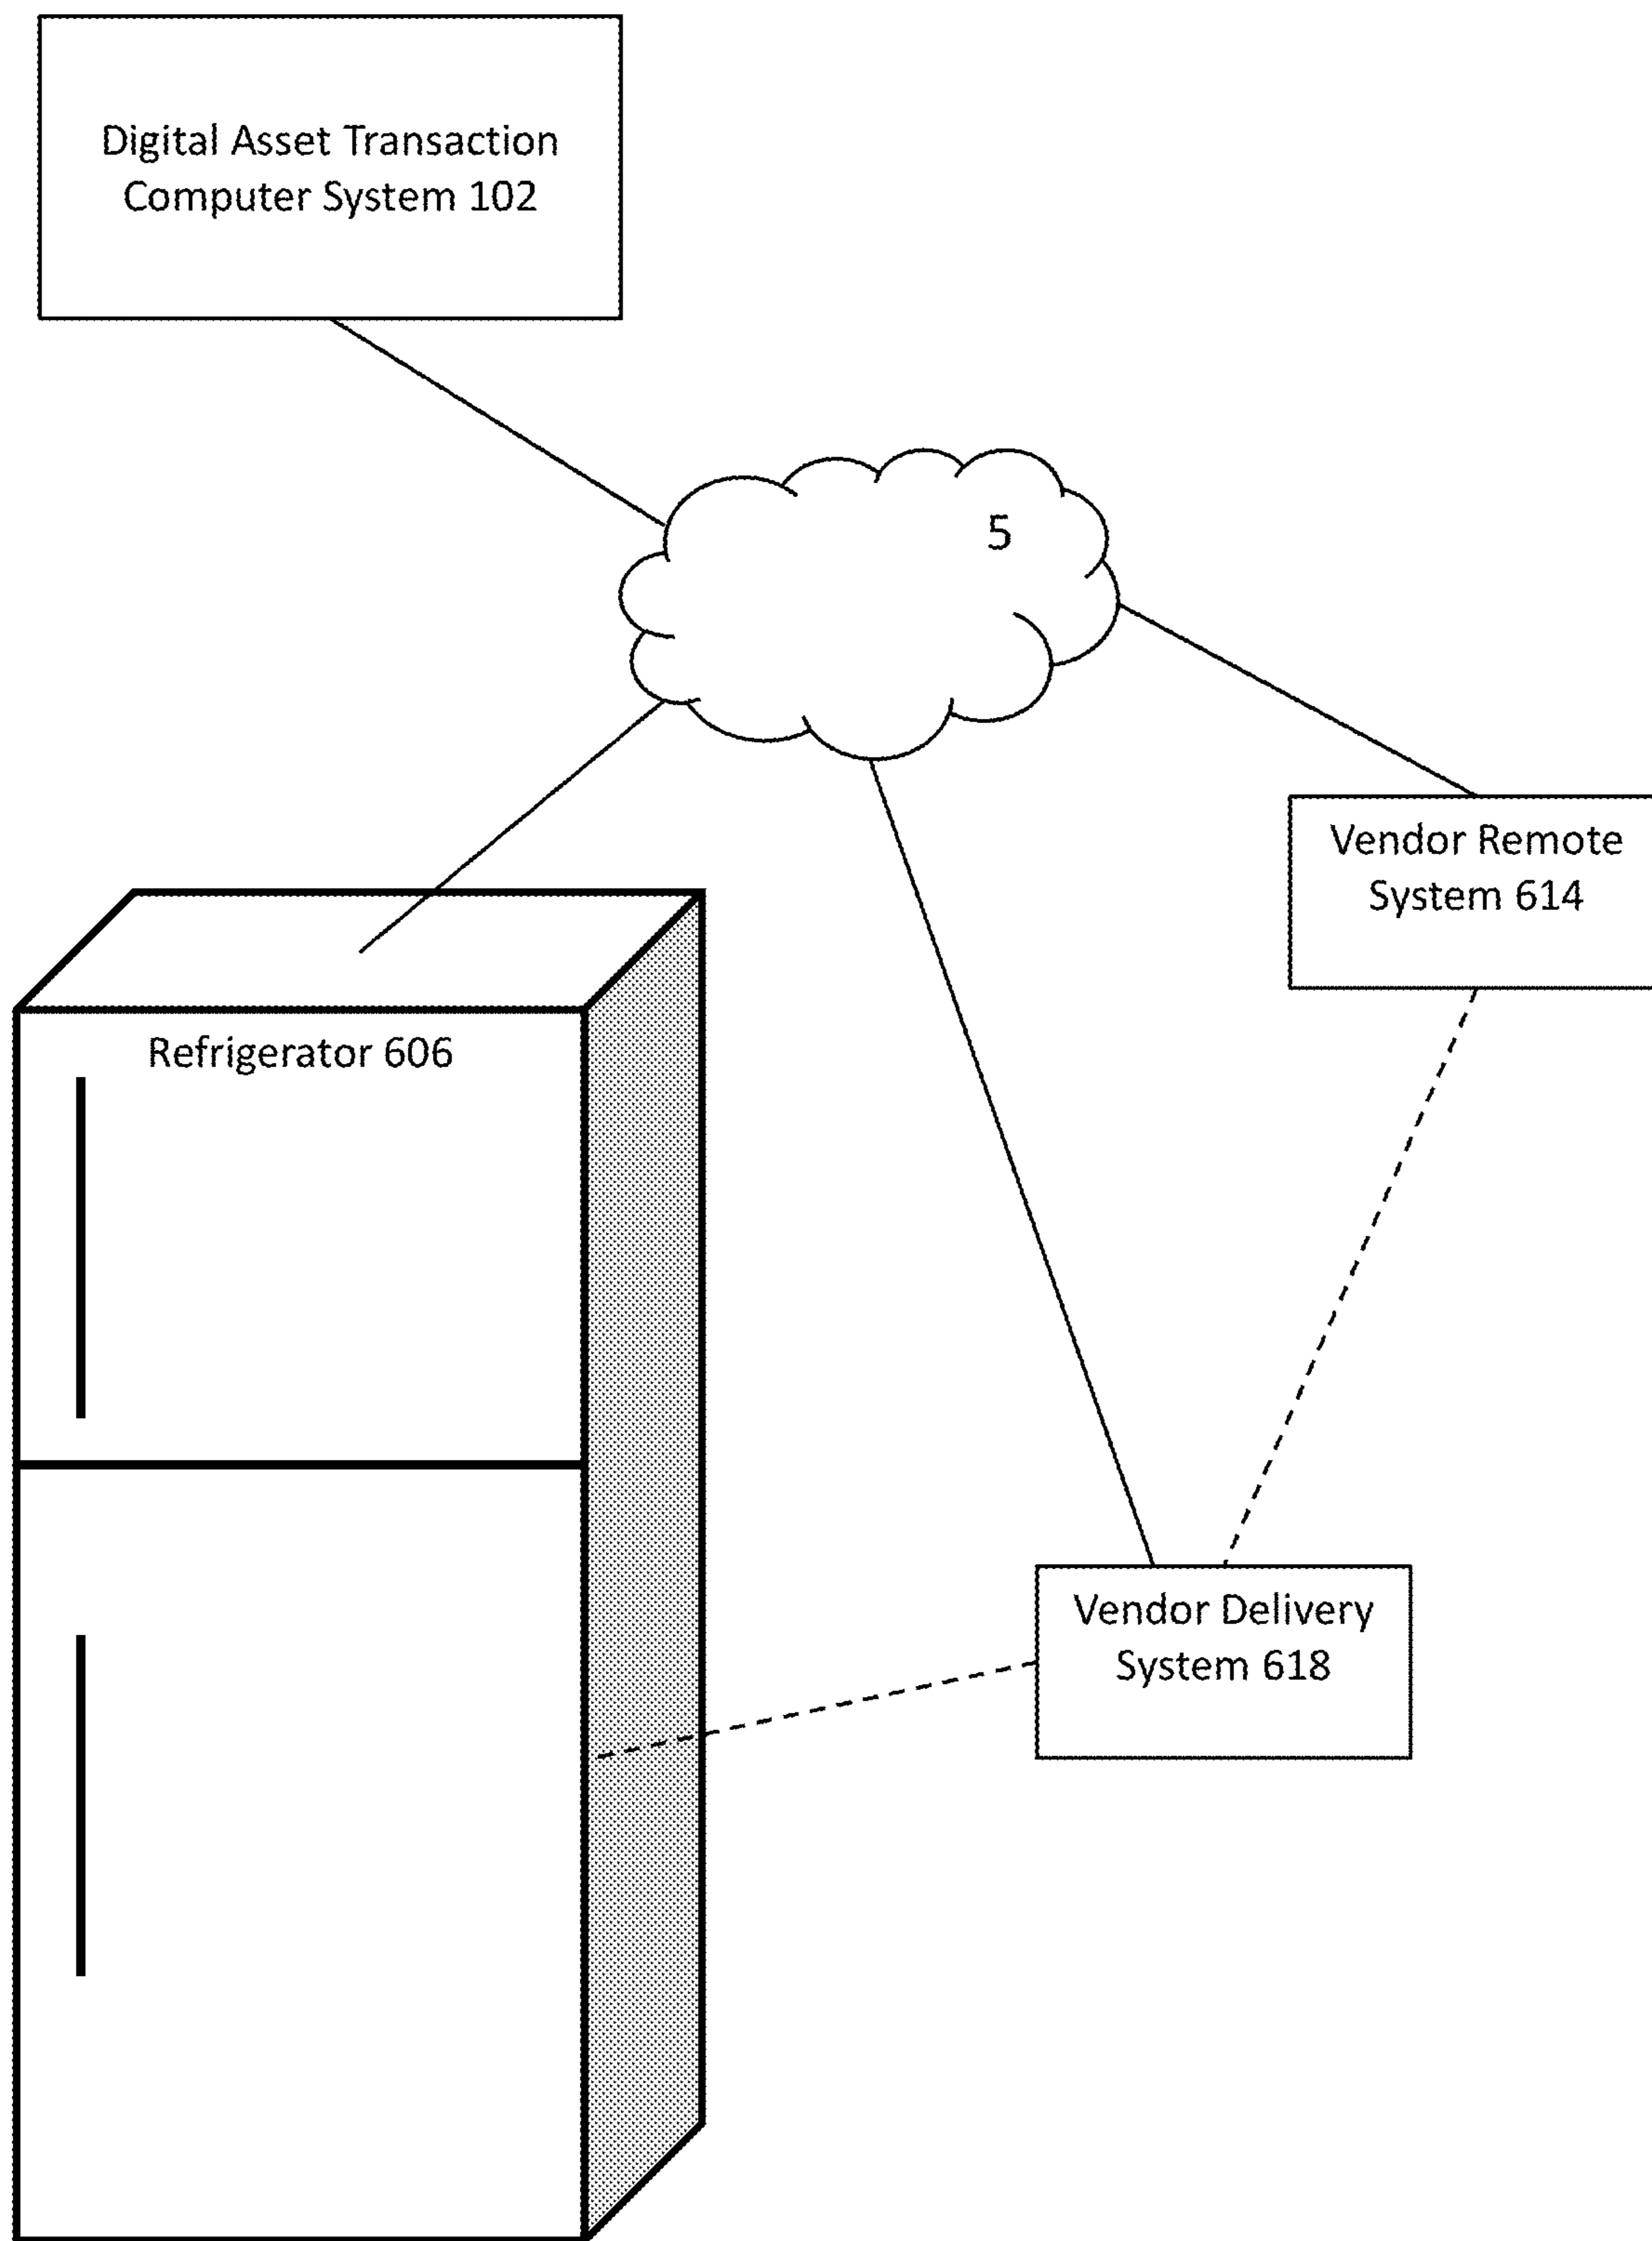 Digital Asset Transaction
Computer System 102
5
Vendor Remote
System 614
Refrigerator 606
Vendor Delivery
System 618